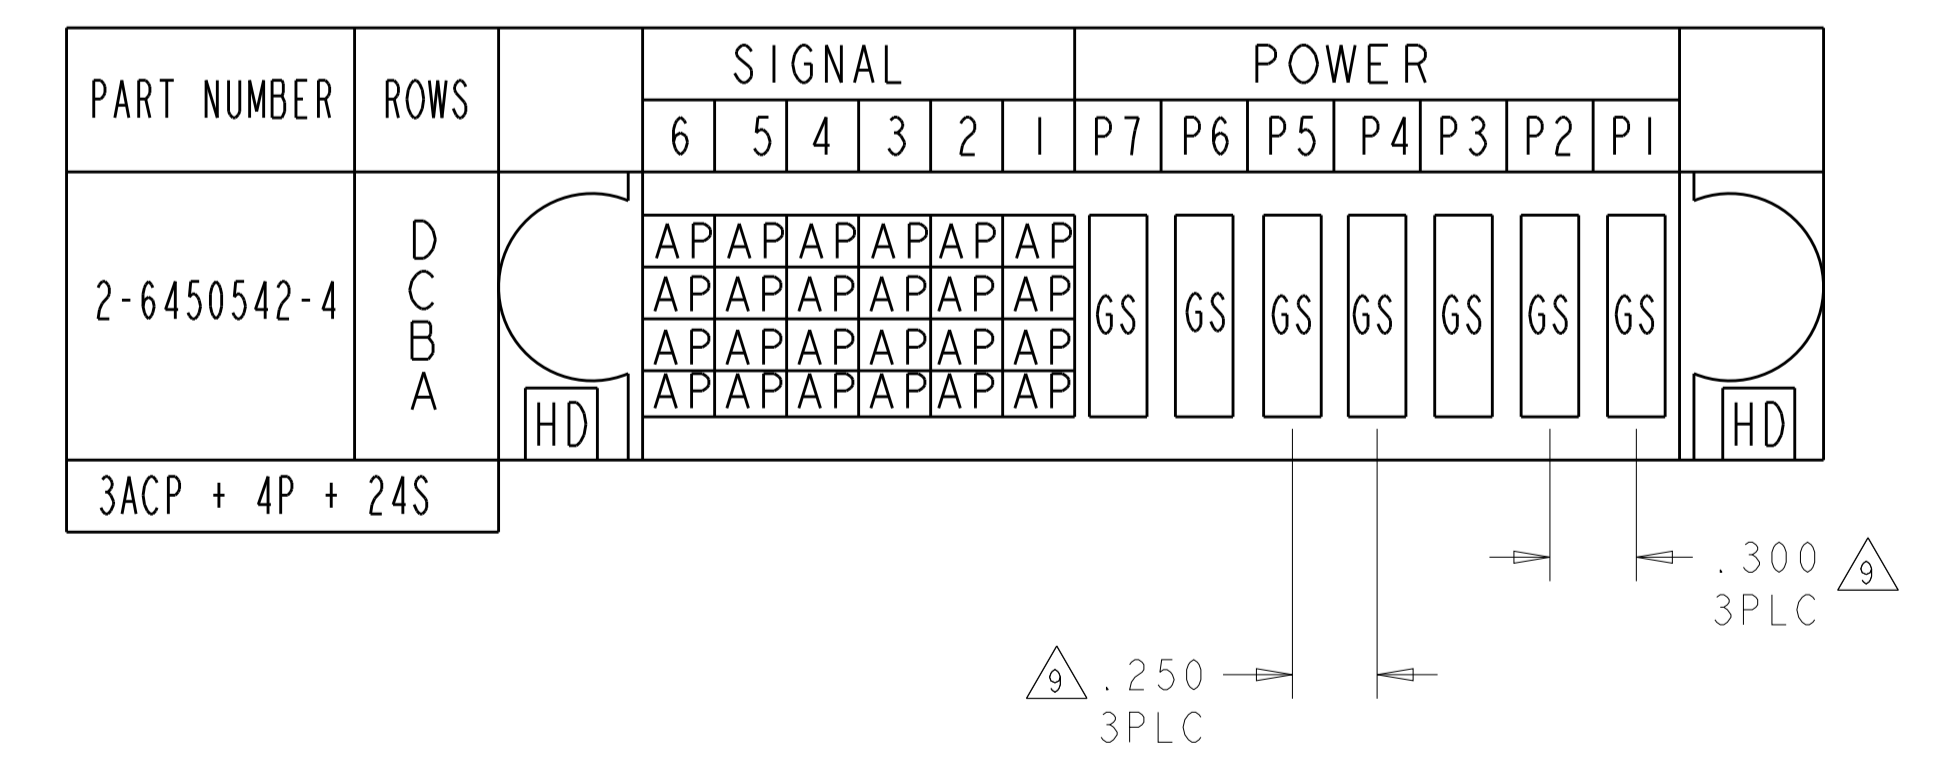 SIGNAL POWER
PART NUMBER ROWS
6 5 4 3 2 1 P7 P6 P5 P4 P3 P2 P1
D AP AP AP AP AP AP
C AP AP AP AP AP AP
2-6450542-4 GS GS GS GS GS GS GS
B AP AP AP AP AP AP
A AP AP AP AP AP AP
HD HD
3ACP + 4P + 24S
.300 9
3PLC
9 .250
3PLC